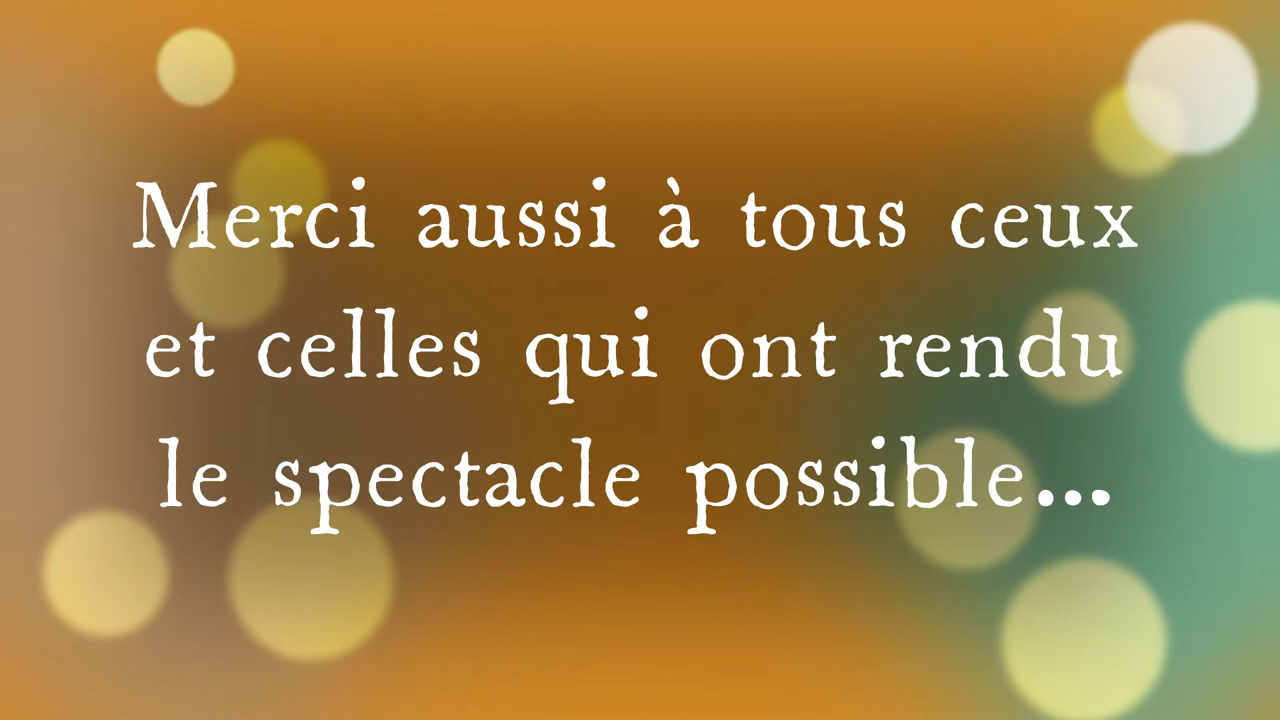 Merci aussi à tous ceux
et celles qui ont rendu
le spectacle possible...